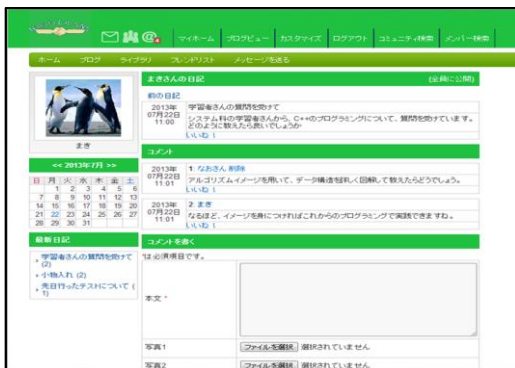 マイホーム ブログビュー カスタマイズ ログアウト コミュニティ検索 メンバー検索
ホーム ブログ ライブラリ フレンドリスト メッセージを送る
まきさんの日記 (全員に公開)
前の日記
2013年
07月22日
11:00
学習者さんの質問を受けて
システム科の学習者さんから、C++のプログラミングについて、質問を受けています。
どのように教えたら良いでしょうか
いいね!
まき
コメント
2013年
07月22日
11:01
1: なおさん 削除
アルゴリズムイメージを用いて、データ構造を詳しく図解して教えたらどうでしょう。
いいね!
2013年
07月22日
11:01
2: まき
なるほど、イメージを身につければこれからのプログラミングで実践できますね。
いいね!
<< 2013年7月 >>
日 月 火 水 木 金 土
1 2 3 4 5 6
7 8 9 10 11 12 13
14 15 16 17 18 19 20
21 22 23 24 25 26 27
28 29 30 31
最新日記
学習者さんの質問を受けて
(2)
小物入れ (2)
先日行ったテストについて (
1)
コメントを書く
*は必須項目です。
本文 *
写真1 ファイルを選択 選択されていません
写真2 ファイルを選択 選択されていません